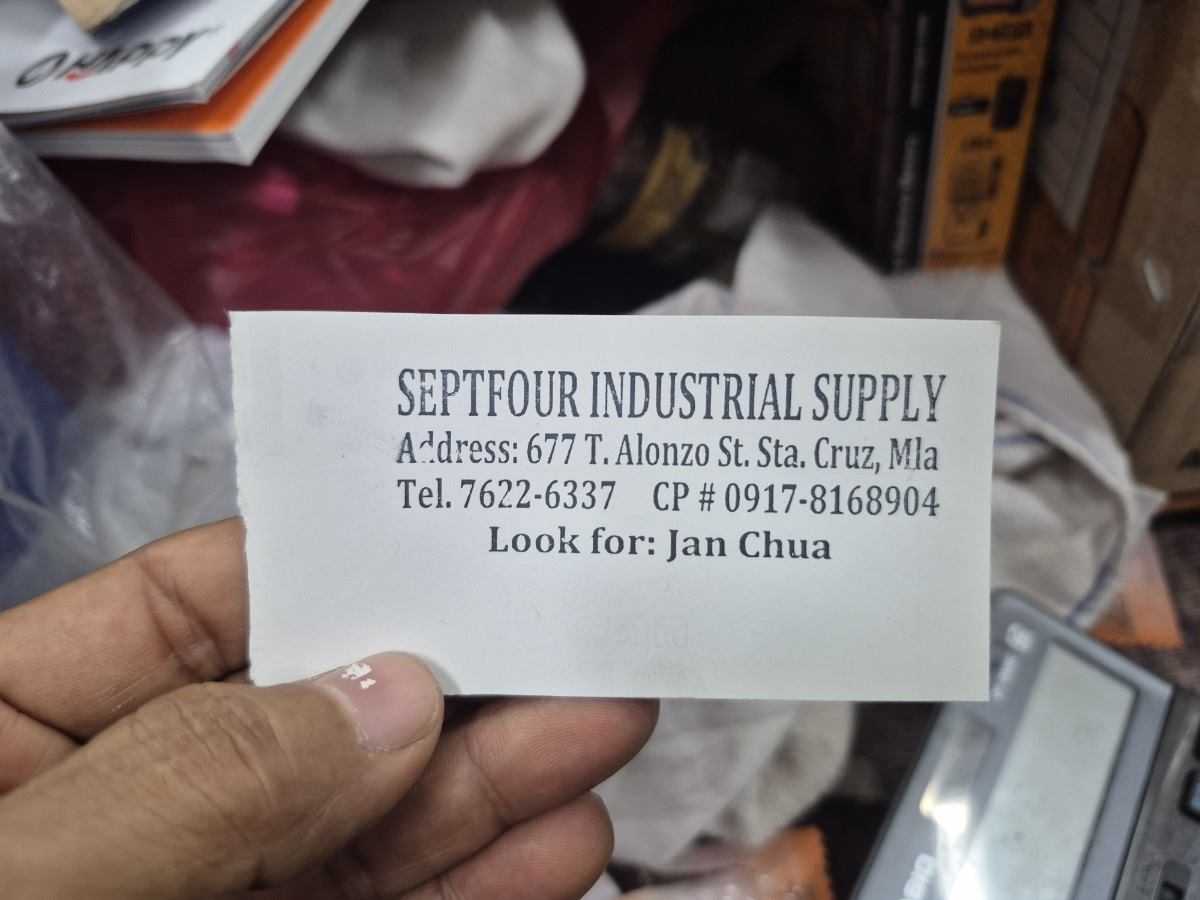 SEPTFOUR INDUSTRIAL SUPPLY
Address: 677 T. Alonzo St. Sta. Cruz, Mla
Tel. 7622-6337 CP # 0917-8168904
Look for: Jan Chua